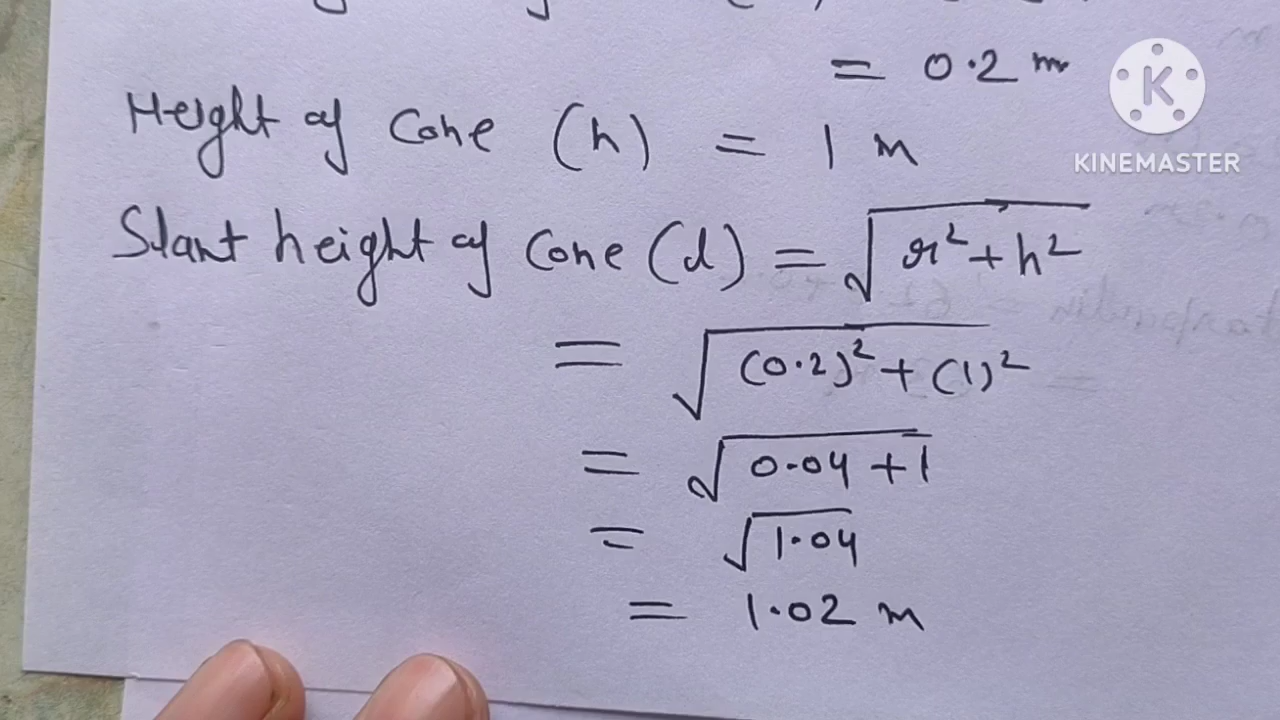 = 0.2 m
Height of Cone (h) = 1 m
Slant height of Cone (d) = √r²+h²
= √(0.2)²+(1)²
= √0.04+1
= √1.04
= 1.02 m
K
KINEMASTER